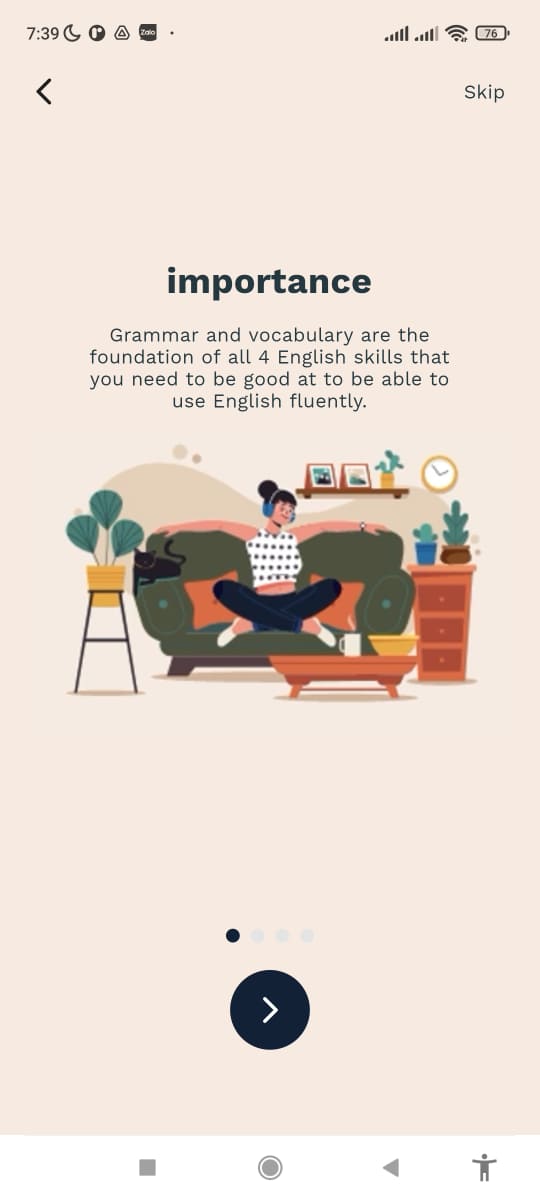 7:39 Zalo 76
Skip
importance
Grammar and vocabulary are the
foundation of all 4 English skills that
you need to be good at to be able to
use English fluently.